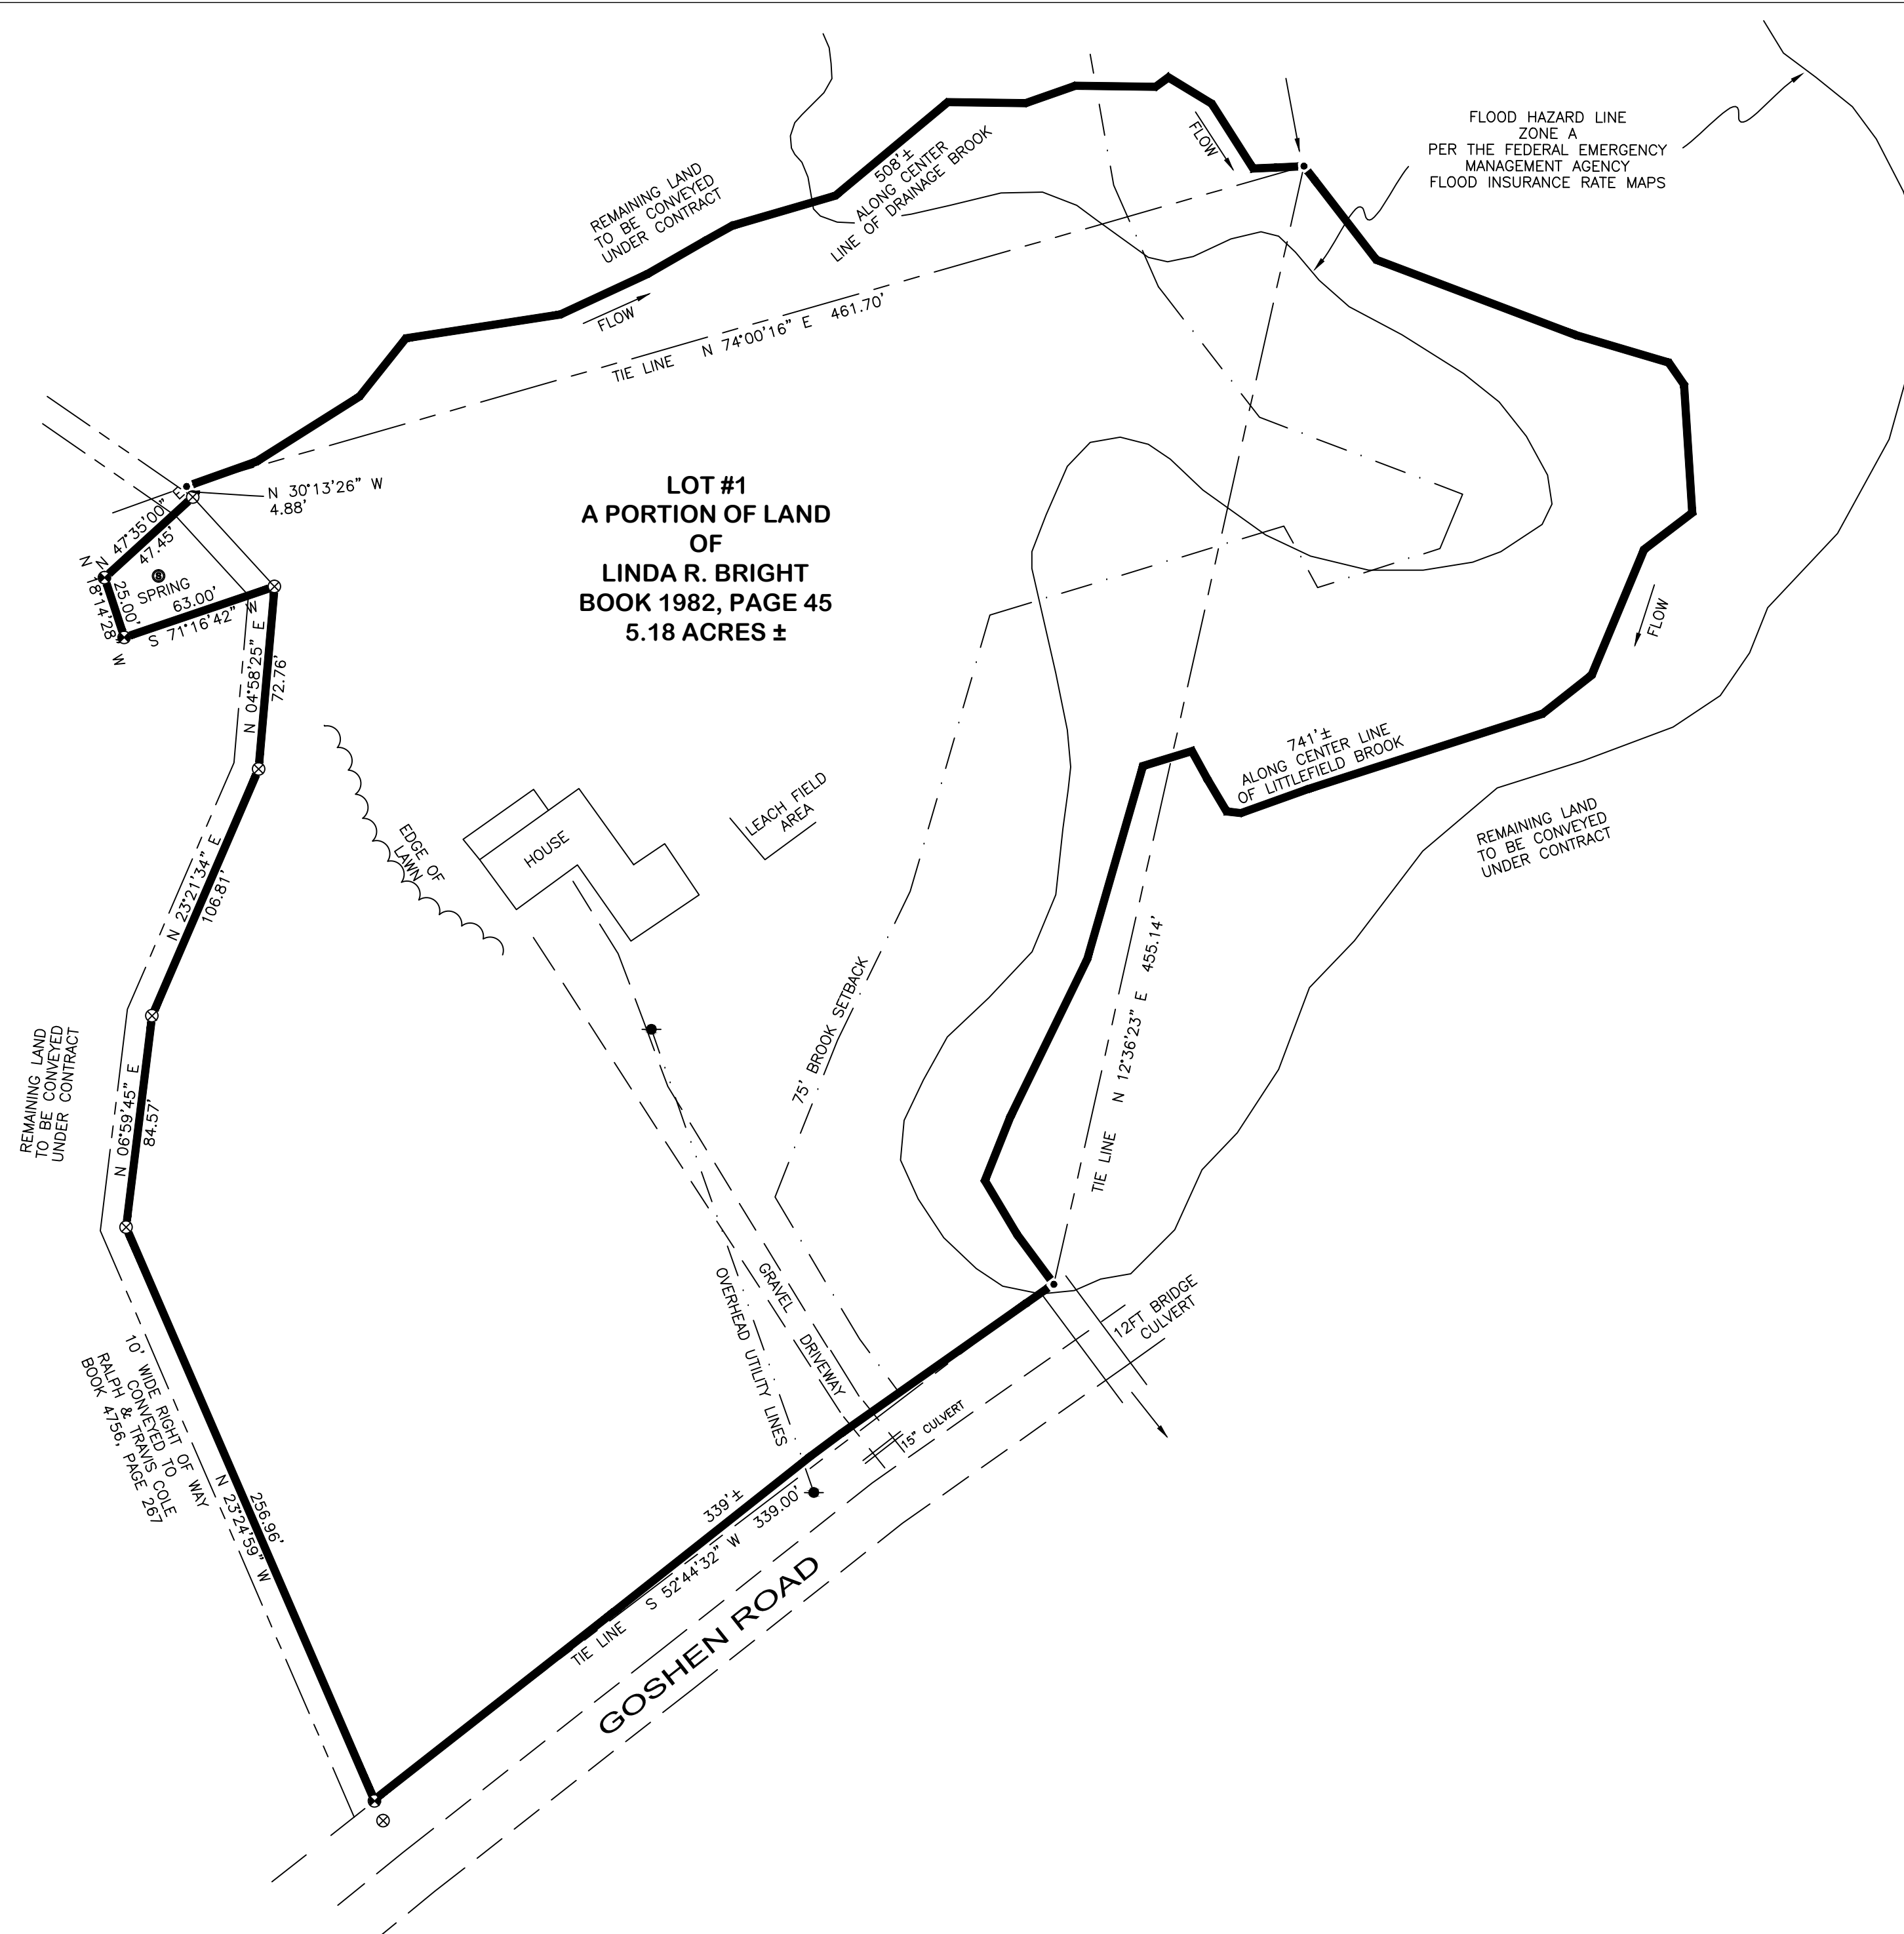 FLOOD HAZARD LINE
ZONE A
PER THE FEDERAL EMERGENCY
MANAGEMENT AGENCY
FLOOD INSURANCE RATE MAPS
FLOW
508'±
ALONG CENTER
LINE OF DRAINAGE BROOK
REMAINING LAND
TO BE CONVEYED
UNDER CONTRACT
FLOW
TIE LINE N 74°00'16" E 461.70'
N 30°13'26" W
4.88'
N 47°35'00" E
47.45'
N 18°14'28" W
25.00'
S
SPRING
63.00'
S 71°16'42" W
LOT #1
A PORTION OF LAND
OF
LINDA R. BRIGHT
BOOK 1982, PAGE 45
5.18 ACRES ±
N 04°58'25" E
72.76'
FLOW
741'±
ALONG CENTER LINE
OF LITTLEFIELD BROOK
REMAINING LAND
TO BE CONVEYED
UNDER CONTRACT
EDGE OF
LAWN
HOUSE
LEACH FIELD
AREA
N 23°21'34" E
106.81'
75' BROOK SETBACK
TIE LINE N 12°36'23" E 455.14'
REMAINING LAND
TO BE CONVEYED
UNDER CONTRACT
N 06°59'45" E
84.57'
GRAVEL
DRIVEWAY
OVERHEAD UTILITY LINES
12FT BRIDGE
CULVERT
15" CULVERT
10' WIDE RIGHT OF WAY
CONVEYED TO
RALPH & TRAVIS COLE
BOOK 4756, PAGE 267
256.96'
N 23°24'59" W
339'±
TIE LINE S 52°44'32" W 339.00'
GOSHEN ROAD